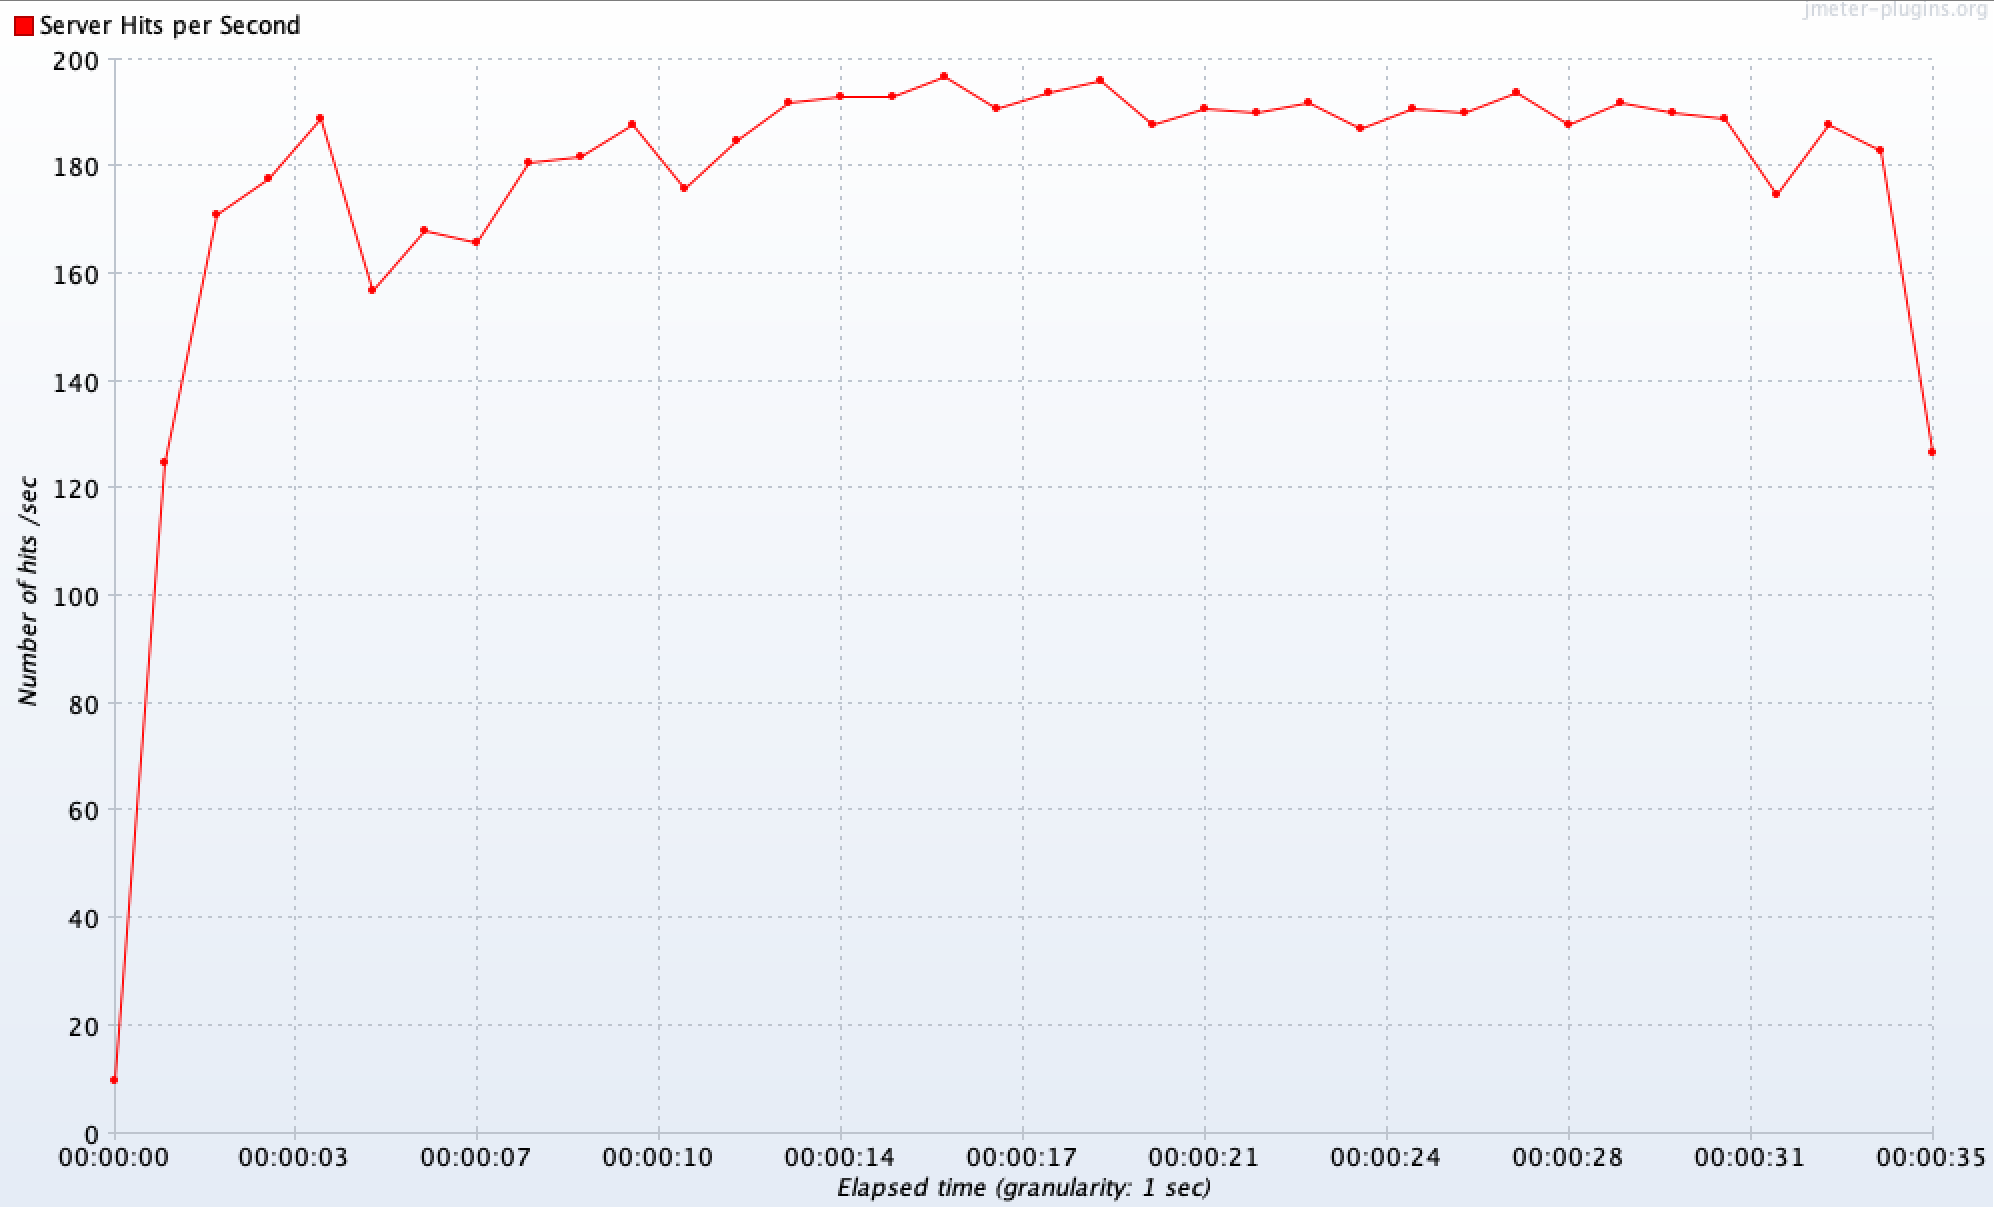 jmeter-plugins.org
Server Hits per Second
200
180
160
140
120
100
80
60
40
20
0
Number of hits /sec
00:00:00 00:00:03 00:00:07 00:00:10 00:00:14 00:00:17 00:00:21 00:00:24 00:00:28 00:00:31 00:00:35
Elapsed time (granularity: 1 sec)